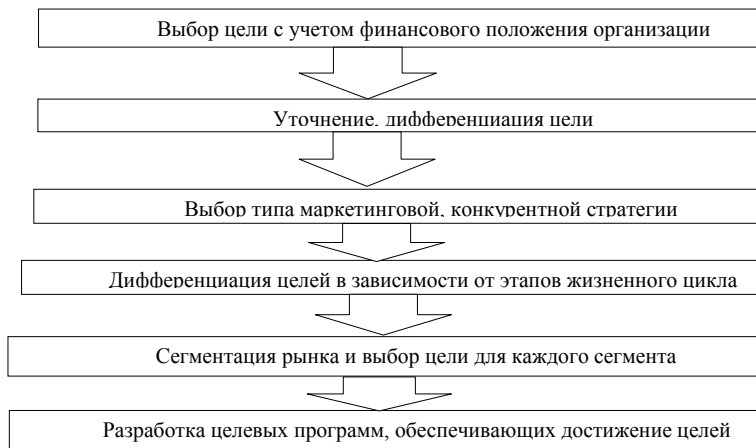 Выбор цели с учетом финансового положения организации
Уточнение, дифференциация цели
Выбор типа маркетинговой, конкурентной стратегии
Дифференциация целей в зависимости от этапов жизненного цикла
Сегментация рынка и выбор цели для каждого сегмента
Разработка целевых программ, обеспечивающих достижение целей